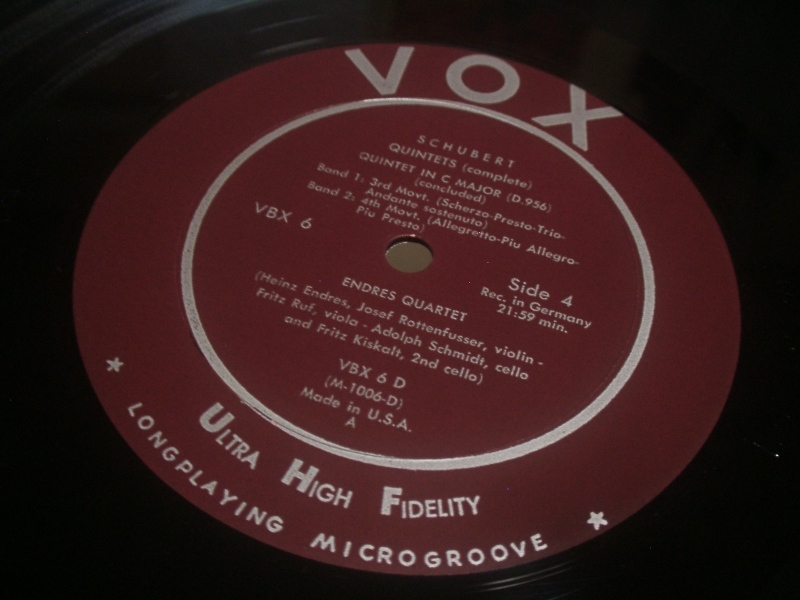 VOX
SCHUBERT
QUINTETS (complete)
QUINTET IN C MAJOR (D.956)
(concluded)
Band 1: 3rd Movt. (Scherzo-Presto-Trio-
Andante sostenuto)
Band 2: 4th Movt. (Allegretto-Piu Allegro-
Piu Presto)
VBX 6
Side 4
Rec. in Germany
21:59 min.
ENDRES QUARTET
(Heinz Endres, Josef Rottenfusser, violin -
Fritz Ruf, viola - Adolph Schmidt, cello
and Fritz Kiskalt, 2nd cello)
VBX 6 D
(M-1006-D)
Made in U.S.A.
A
ULTRA HIGH FIDELITY
* LONGPLAYING MICROGROOVE *